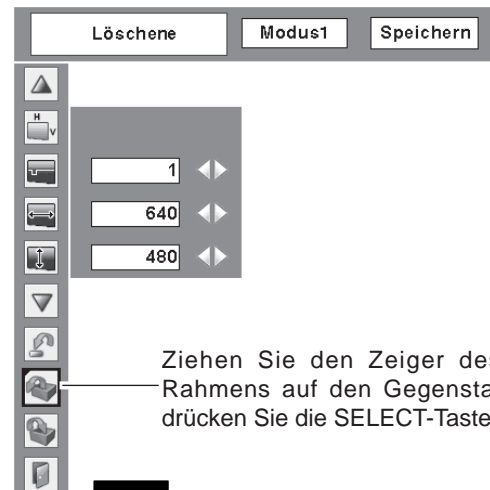 Löschene Modus1 Speichern
H
V
1
640
480
Ziehen Sie den Zeiger des
Rahmens auf den Gegensta
drücken Sie die SELECT-Taste